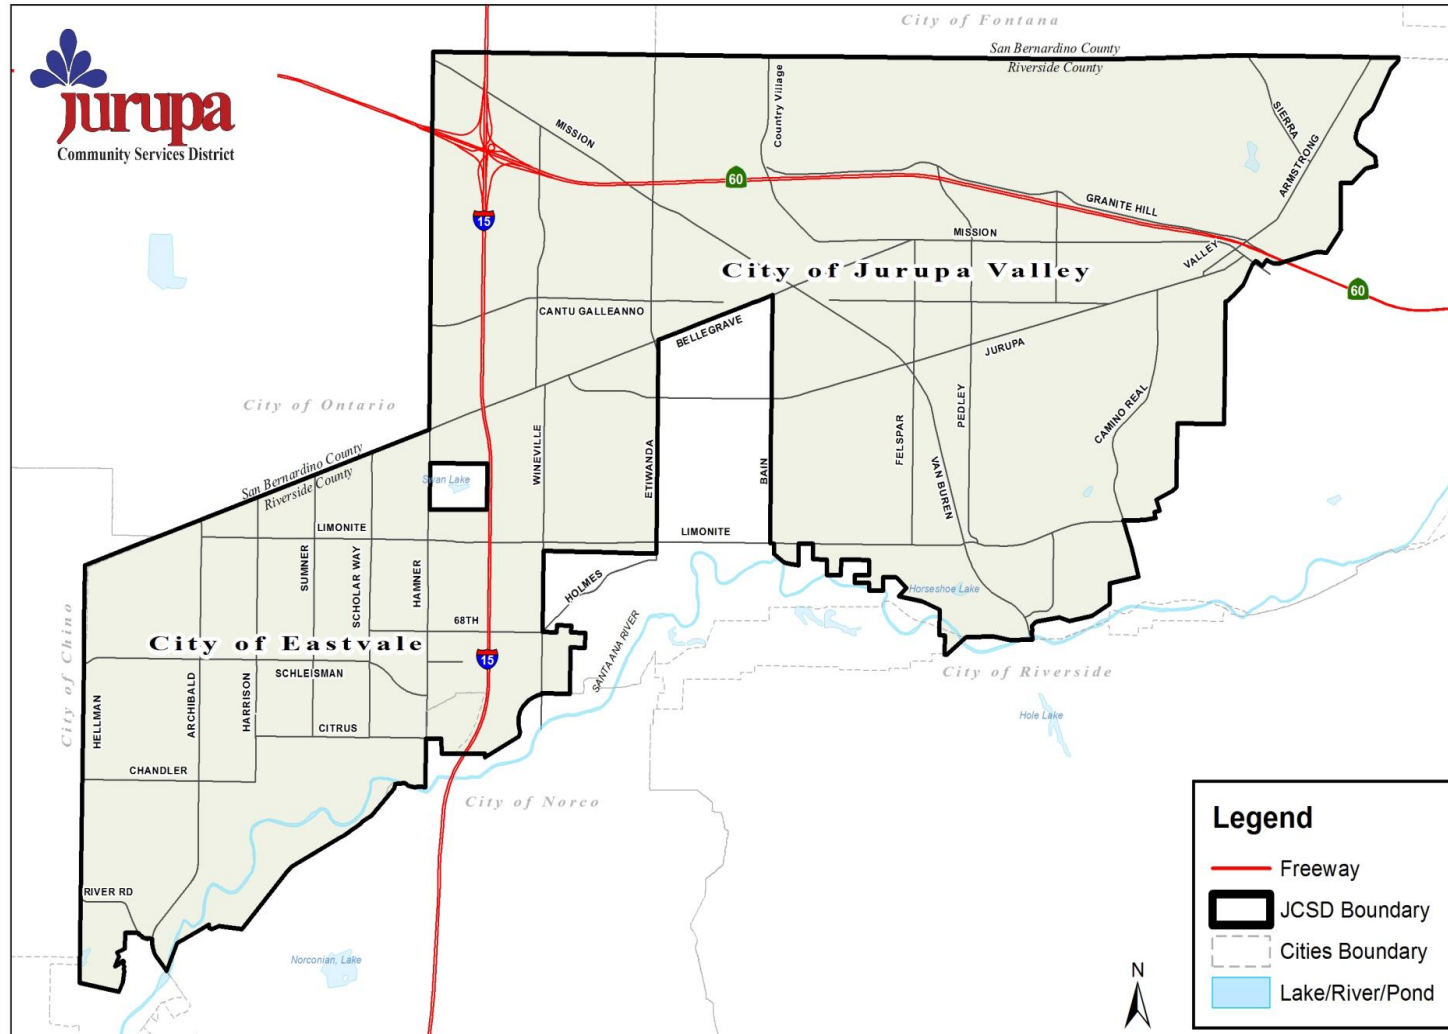 City of Fontana
San Bernardino County
Riverside County
Jurupa
Community Services District
Country Village
MISSION
SIERRA
ARMSTRONG
60
GRANITE HILL
15
MISSION
VALLEY
City of Jurupa Valley
60
CANTU GALLEANNO
BELLEGRAVE
JURUPA
City of Ontario
PEDLEY
CAMINO REAL
FELSPAR
WINEVILLE
ETIWANDA
BAIN
VAN BUREN
San Bernardino County
Riverside County
Swan Lake
LIMONITE
LIMONITE
SUMNER
SCHOLAR WAY
HAMNER
HOLMES
Horseshoe Lake
68TH
City of Eastvale
15
SANTA ANA RIVER
City of Chino
SCHLEISMAN
City of Riverside
HELLMAN
ARCHIBALD
HARRISON
CITRUS
Hole Lake
CHANDLER
City of Norco
RIVER RD
Norconian, Lake
Legend
Freeway
JCSD Boundary
Cities Boundary
Lake/River/Pond
N